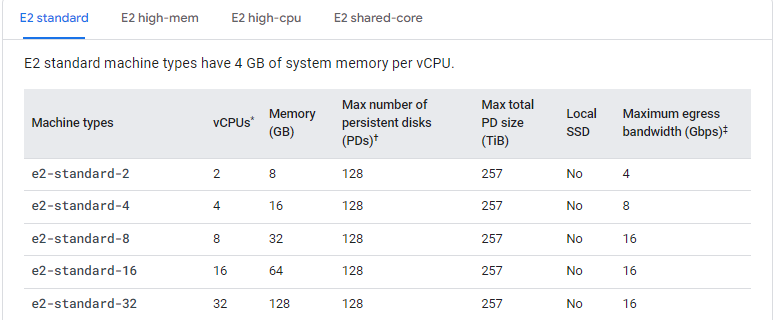 E2 standard E2 high-mem E2 high-cpu E2 shared-core
E2 standard machine types have 4 GB of system memory per vCPU.
Machine types vCPUs* Memory (GB) Max number of persistent disks (PDs)† Max total PD size (TiB) Local SSD Maximum egress bandwidth (Gbps)‡
e2-standard-2 2 8 128 257 No 4
e2-standard-4 4 16 128 257 No 8
e2-standard-8 8 32 128 257 No 16
e2-standard-16 16 64 128 257 No 16
e2-standard-32 32 128 128 257 No 16